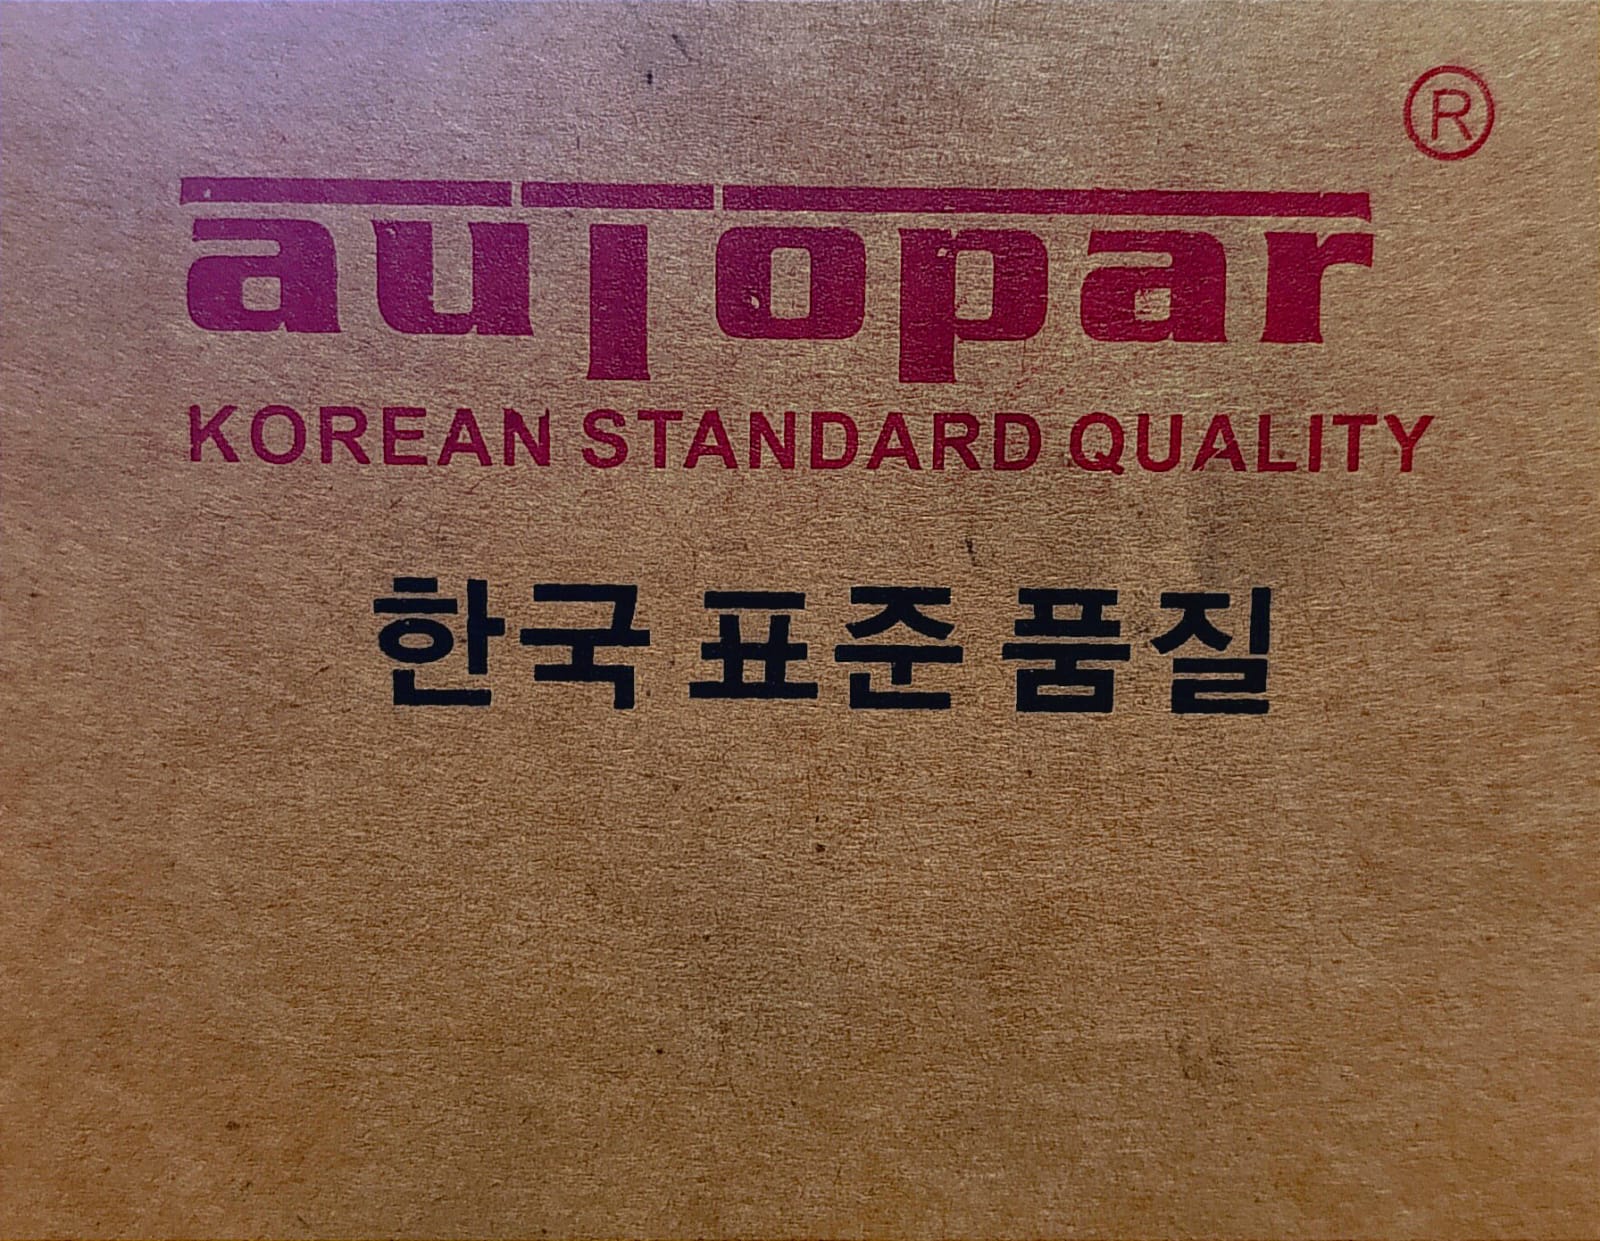 ®
autopar
KOREAN STANDARD QUALITY
한국 표준 품질